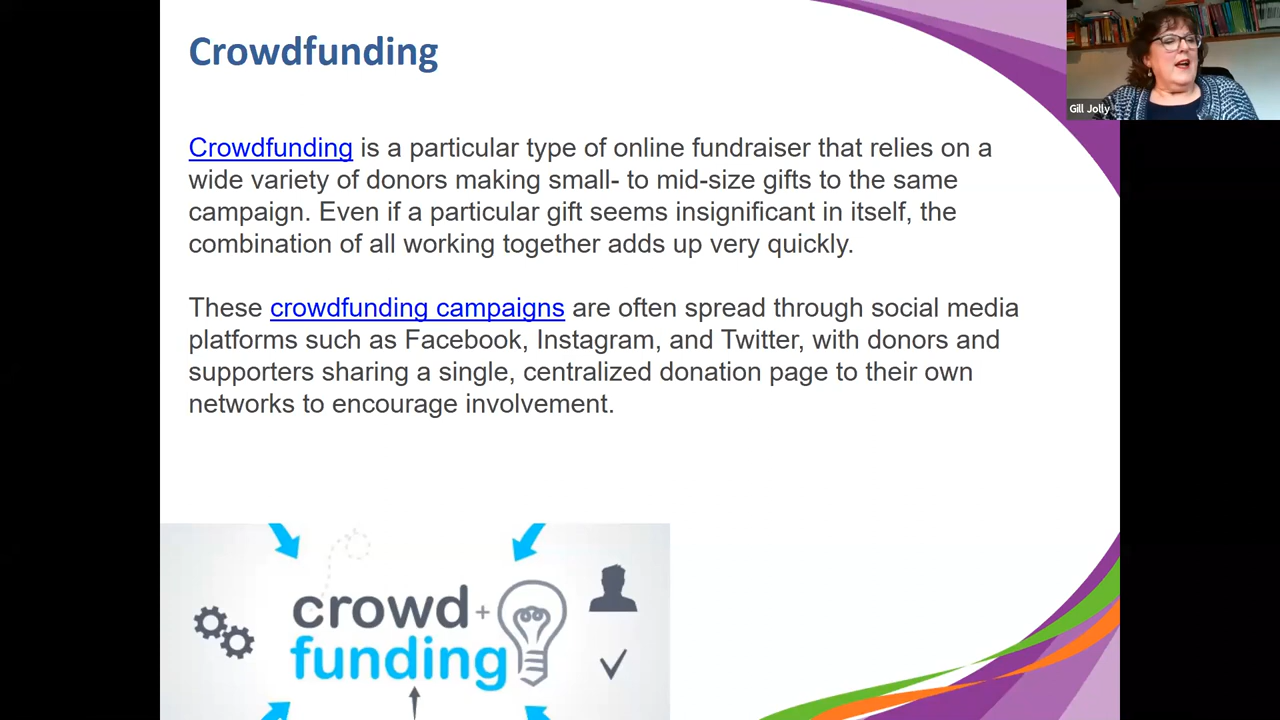 Crowdfunding
Gill Jolly
Crowdfunding is a particular type of online fundraiser that relies on a
wide variety of donors making small- to mid-size gifts to the same
campaign. Even if a particular gift seems insignificant in itself, the
combination of all working together adds up very quickly.
These crowdfunding campaigns are often spread through social media
platforms such as Facebook, Instagram, and Twitter, with donors and
supporters sharing a single, centralized donation page to their own
networks to encourage involvement.
crowd+
funding